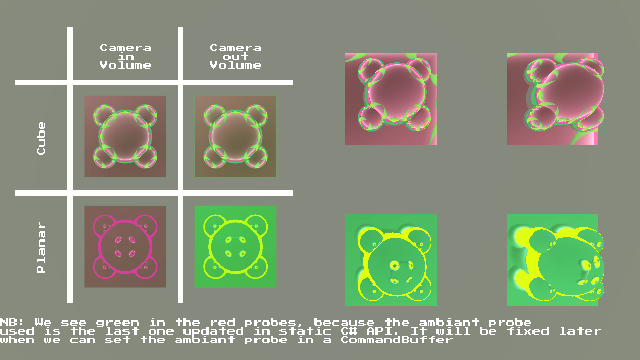 Camera
in
Volume
Camera
out
Volume
Cube
Planar
NB: We see green in the red probes, because the ambiant probe
used is the last one updated in static C# API. It will be fixed later
when we can set the ambiant probe in a CommandBuffer